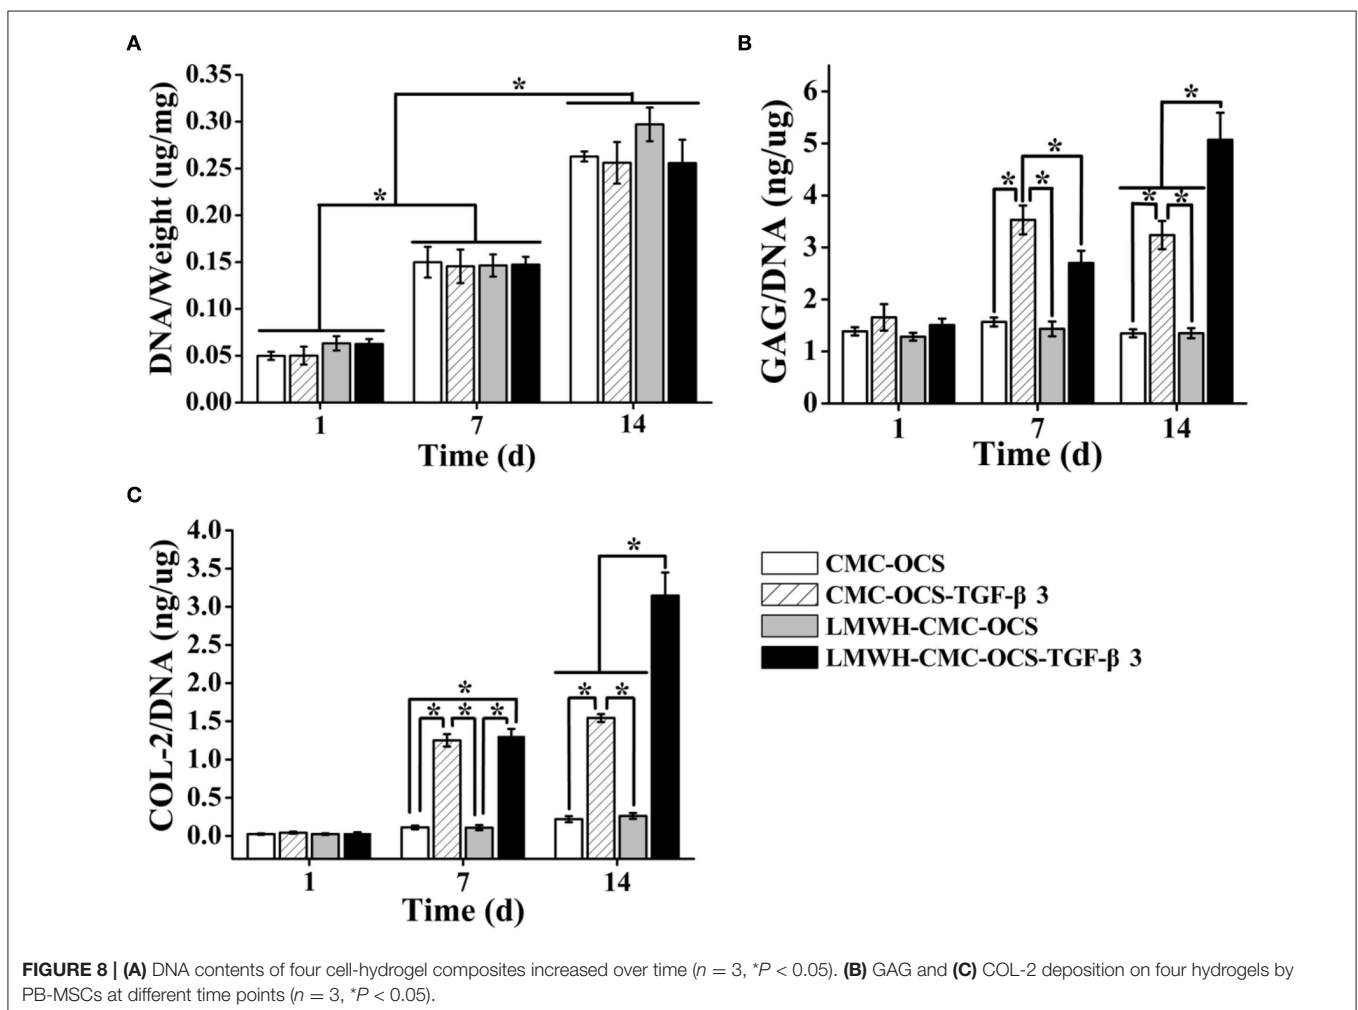 A
0.35
0.30
0.25
0.20
0.15
0.10
0.05
0.00
DNA/Weight (ug/mg)
*
*
1 7 14
Time (d)
B
6
5
4
3
2
1
0
GAG/DNA (ng/ug)
* * *
* * *
1 7 14
Time (d)
C
4.0
3.5
3.0
2.5
2.0
1.5
1.0
0.5
0.0
COL-2/DNA (ng/ug)
* * * *
* * *
1 7 14
Time (d)
CMC-OCS
CMC-OCS-TGF-β 3
LMWH-CMC-OCS
LMWH-CMC-OCS-TGF-β 3
FIGURE 8 | (A) DNA contents of four cell-hydrogel composites increased over time (n = 3, *P < 0.05). (B) GAG and (C) COL-2 deposition on four hydrogels by
PB-MSCs at different time points (n = 3, *P < 0.05).